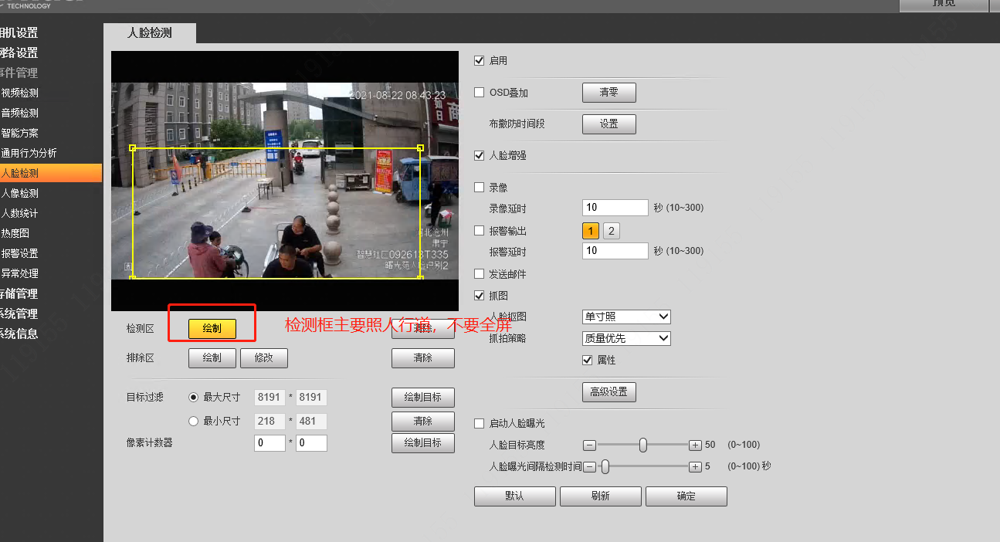 TECHNOLOGY
预览
相机设置
网络设置
事件管理
视频检测
音频检测
智能方案
通用行为分析
人脸检测
人像检测
人数统计
热度图
报警设置
异常处理
存储管理
系统管理
系统信息
人脸检测
2021-08-22 08:43:23
河北沧州
肃宁
智慧社区092613T335
曙光苑人脸识别2
检测区
绘制
清除
检测框主要照人行道，不要全屏
排除区
绘制
修改
清除
目标过滤
最大尺寸
8191 * 8191
绘制目标
最小尺寸
218 * 481
清除
像素计数器
0 * 0
绘制目标
启用
OSD叠加
清零
布撤防时间段
设置
人脸增强
录像
录像延时
10
秒 (10~300)
报警输出
1 2
报警延时
10
秒 (10~300)
发送邮件
抓图
人脸抠图
单寸照
抓拍策略
质量优先
属性
高级设置
启动人脸曝光
人脸目标亮度
50 (0~100)
人脸曝光间隔检测时间
5 (0~100) 秒
默认
刷新
确定